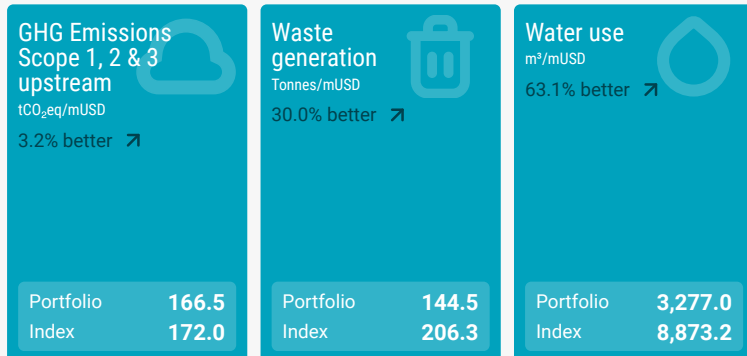 GHG Emissions
Scope 1, 2 & 3
upstream
tCO₂eq/mUSD
3.2% better
Portfolio 166.5
Index 172.0
Waste
generation
Tonnes/mUSD
30.0% better
Portfolio 144.5
Index 206.3
Water use
m³/mUSD
63.1% better
Portfolio 3,277.0
Index 8,873.2